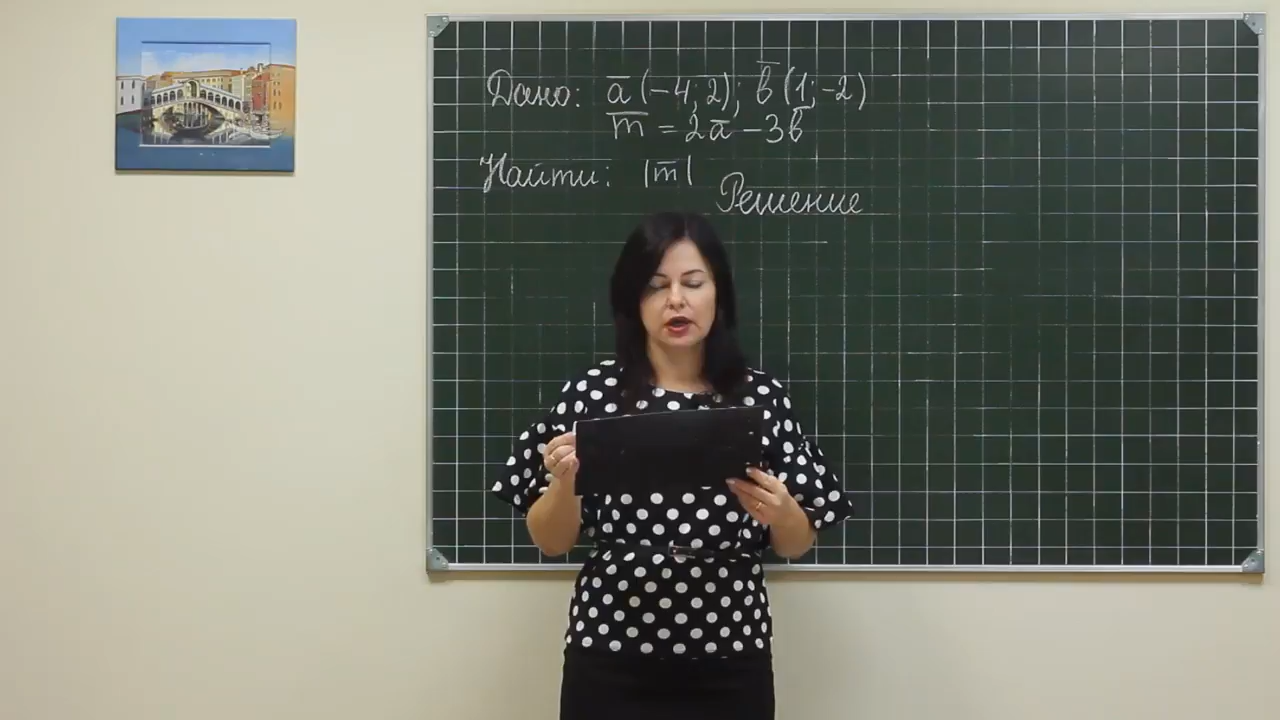 Дано: a̅ (-4; 2); b̅ (1; -2)
m̅ = 2a̅ - 3b̅
Найти: |m̅|
Решение